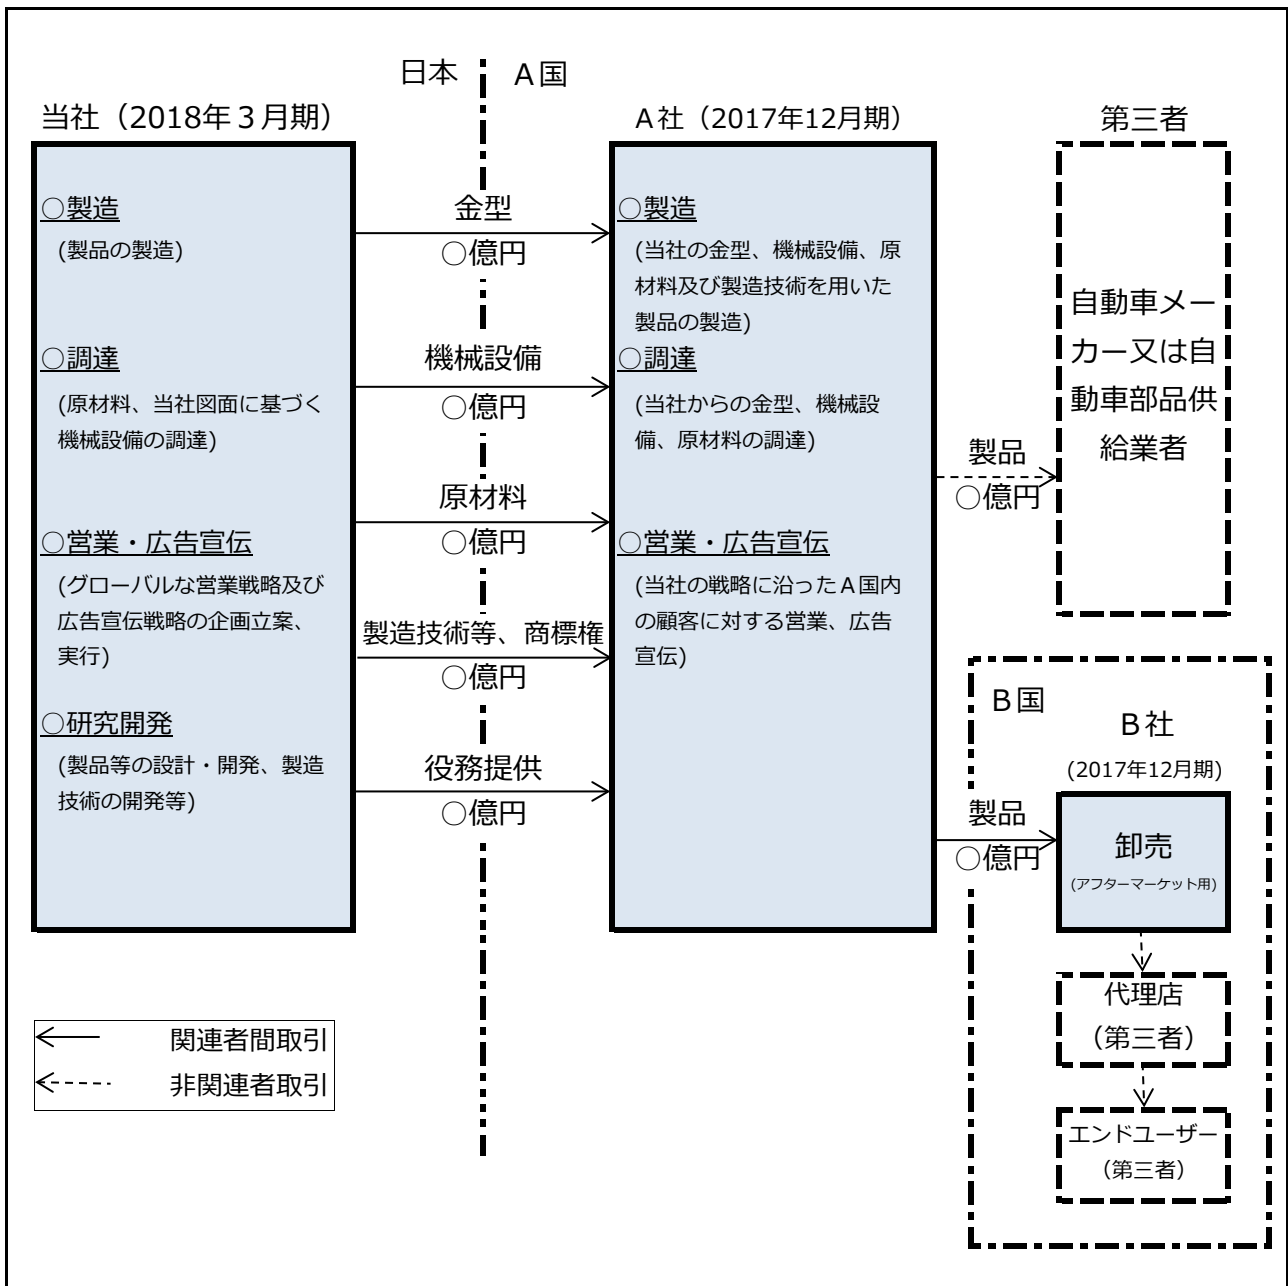 日本
A国
当社（2018年３月期）
○製造
(製品の製造)
○調達
(原材料、当社図面に基づく
機械設備の調達)
○営業・広告宣伝
(グローバルな営業戦略及び
広告宣伝戦略の企画立案、
実行)
○研究開発
(製品等の設計・開発、製造
技術の開発等)
金型
○億円
機械設備
○億円
原材料
○億円
製造技術等、商標権
○億円
役務提供
○億円
A社（2017年12月期）
○製造
(当社の金型、機械設備、原
材料及び製造技術を用いた
製品の製造)
○調達
(当社からの金型、機械設
備、原材料の調達)
○営業・広告宣伝
(当社の戦略に沿ったA国内
の顧客に対する営業、広告
宣伝)
製品
○億円
第三者
自動車メー
カー又は自
動車部品供
給業者
B国
B社
(2017年12月期)
製品
○億円
卸売
(アフターマーケット用)
代理店
（第三者）
エンドユーザー
（第三者）
関連者間取引
非関連者取引